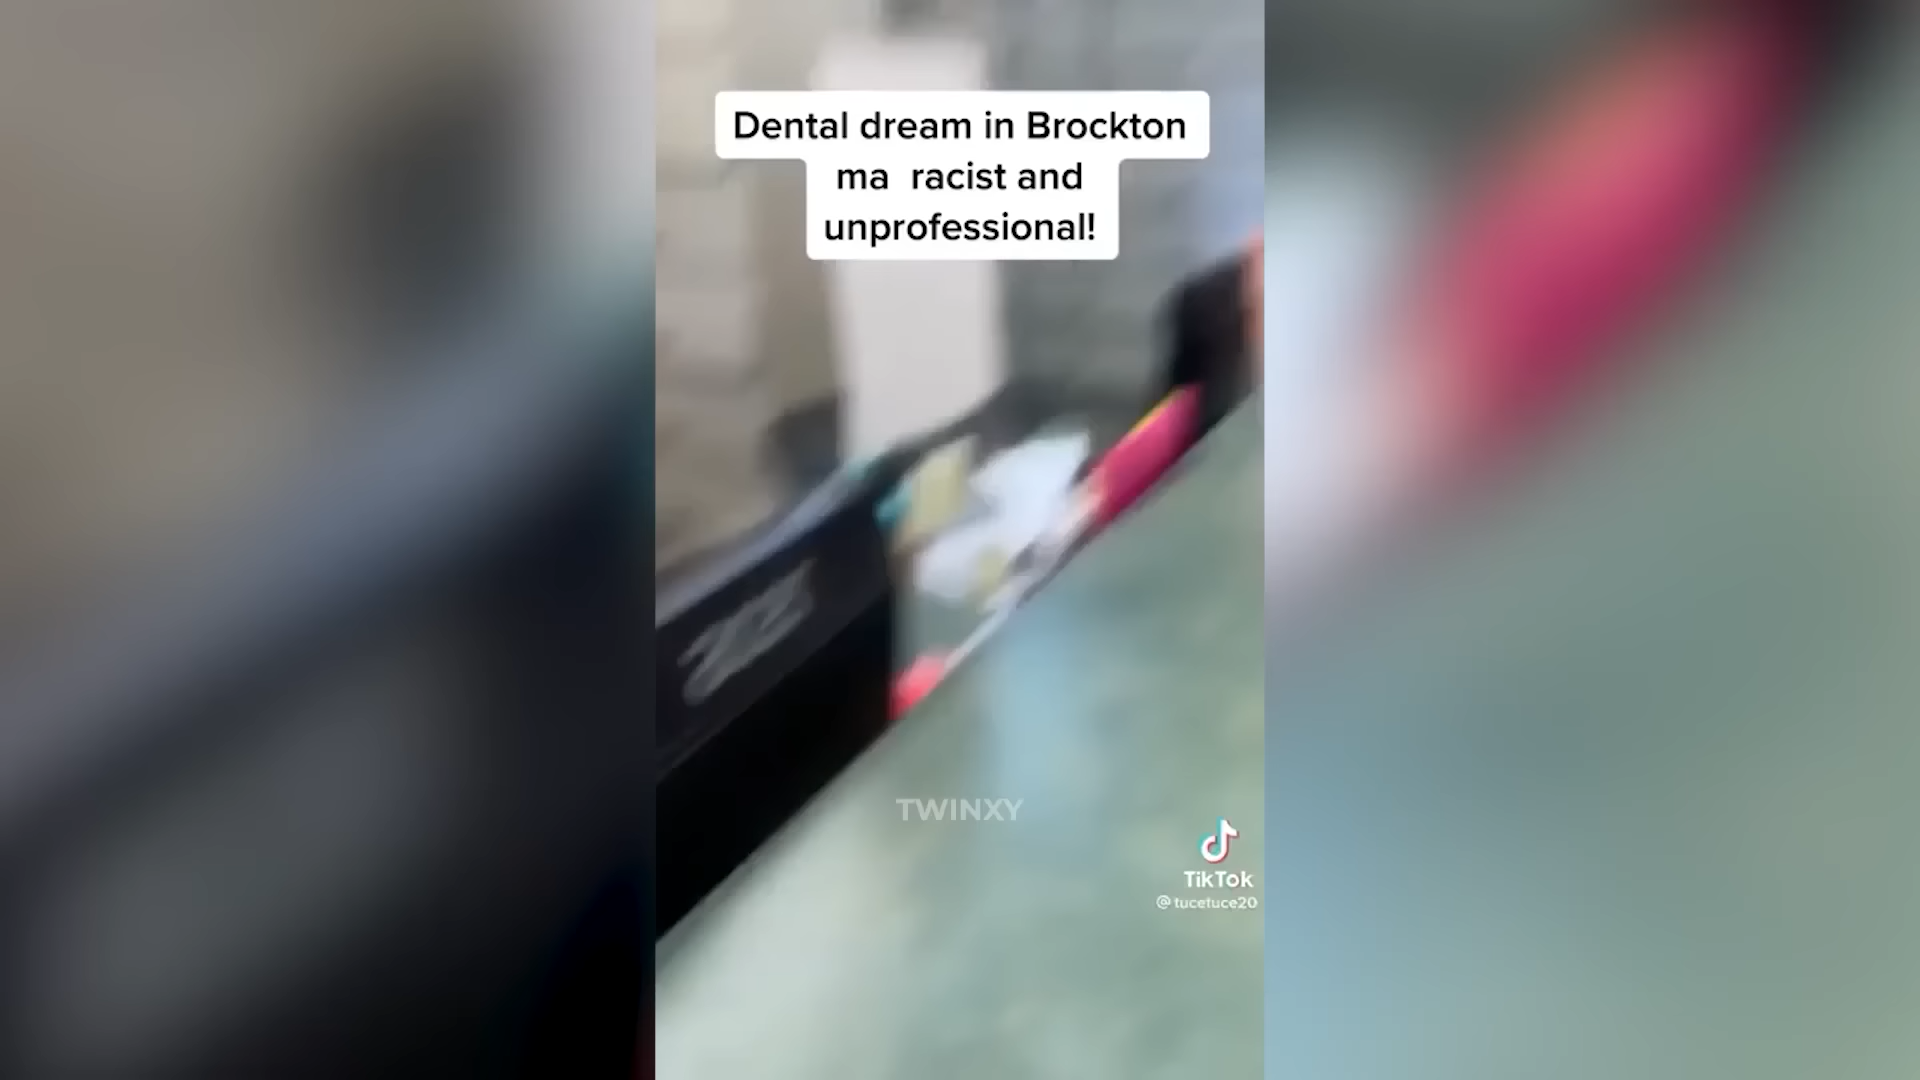 Dental dream in Brockton
ma  racist and
unprofessional!
TWINXY
TikTok
@tucetuce20